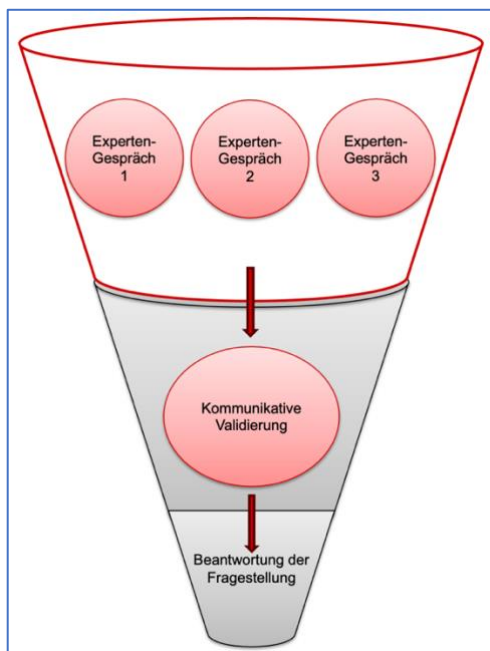 Experten-
Gespräch
1
Experten-
Gespräch
2
Experten-
Gespräch
3
Kommunikative
Validierung
Beantwortung der
Fragestellung